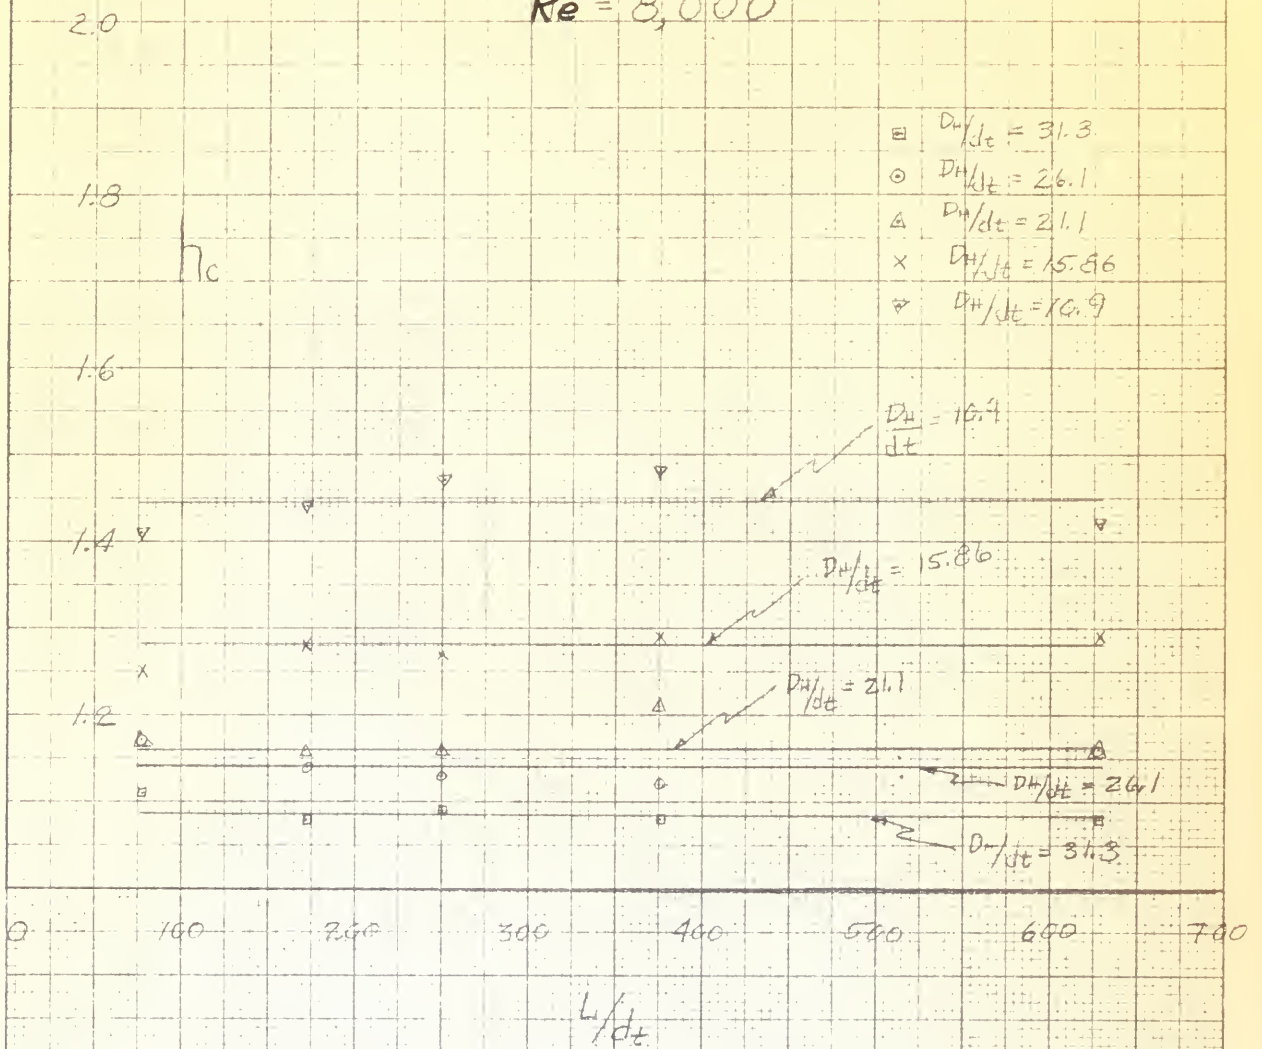 Re = 8,000
2.0
DH/dt = 31.3
DH/dt = 26.1
1.8
DH/dt = 21.1
hc
DH/dt = 15.86
DH/dt = 10.9
1.6
DH/dt = 10.9
1.4
DH/dt = 15.86
DH/dt = 21.1
1.2
DH/dt = 26.1
DH/dt = 31.3
0 100 200 300 400 500 600 700
L/dt